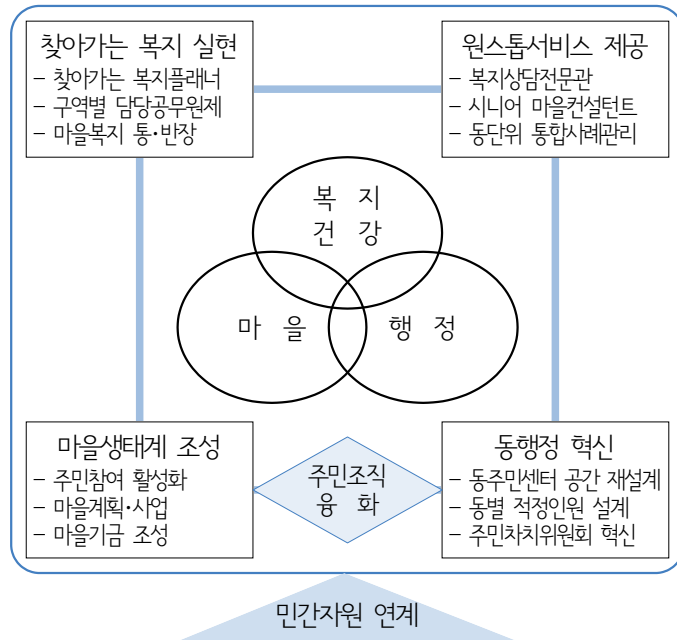 찾아가는 복지 실현
– 찾아가는 복지플래너
– 구역별 담당공무원제
– 마을복지 통·반장
원스톱서비스 제공
– 복지상담전문관
– 시니어 마을컨설턴트
– 동단위 통합사례관리
복 지
건 강
마 을
행 정
마을생태계 조성
– 주민참여 활성화
– 마을계획·사업
– 마을기금 조성
주민조직
융 화
동행정 혁신
– 동주민센터 공간 재설계
– 동별 적정인원 설계
– 주민차치위원회 혁신
민간자원 연계